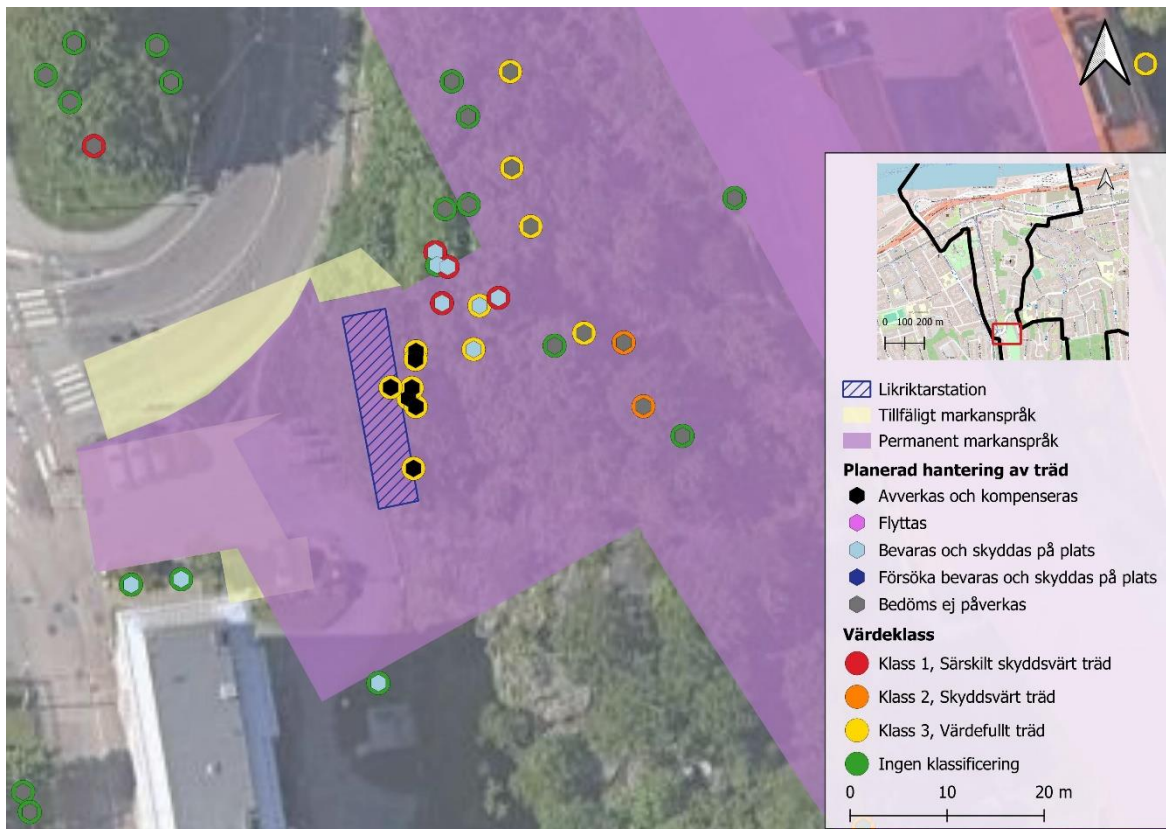 0 100 200 m
Likriktarstation
Tillfäligt markanspråk
Permanent markanspråk
Planerad hantering av träd
Avverkas och kompenseras
Flyttas
Bevaras och skyddas på plats
Försöka bevaras och skyddas på plats
Bedöms ej påverkas
Värdeklass
Klass 1, Särskilt skyddsvärt träd
Klass 2, Skyddsvärt träd
Klass 3, Värdefullt träd
Ingen klassificering
0 10 20 m